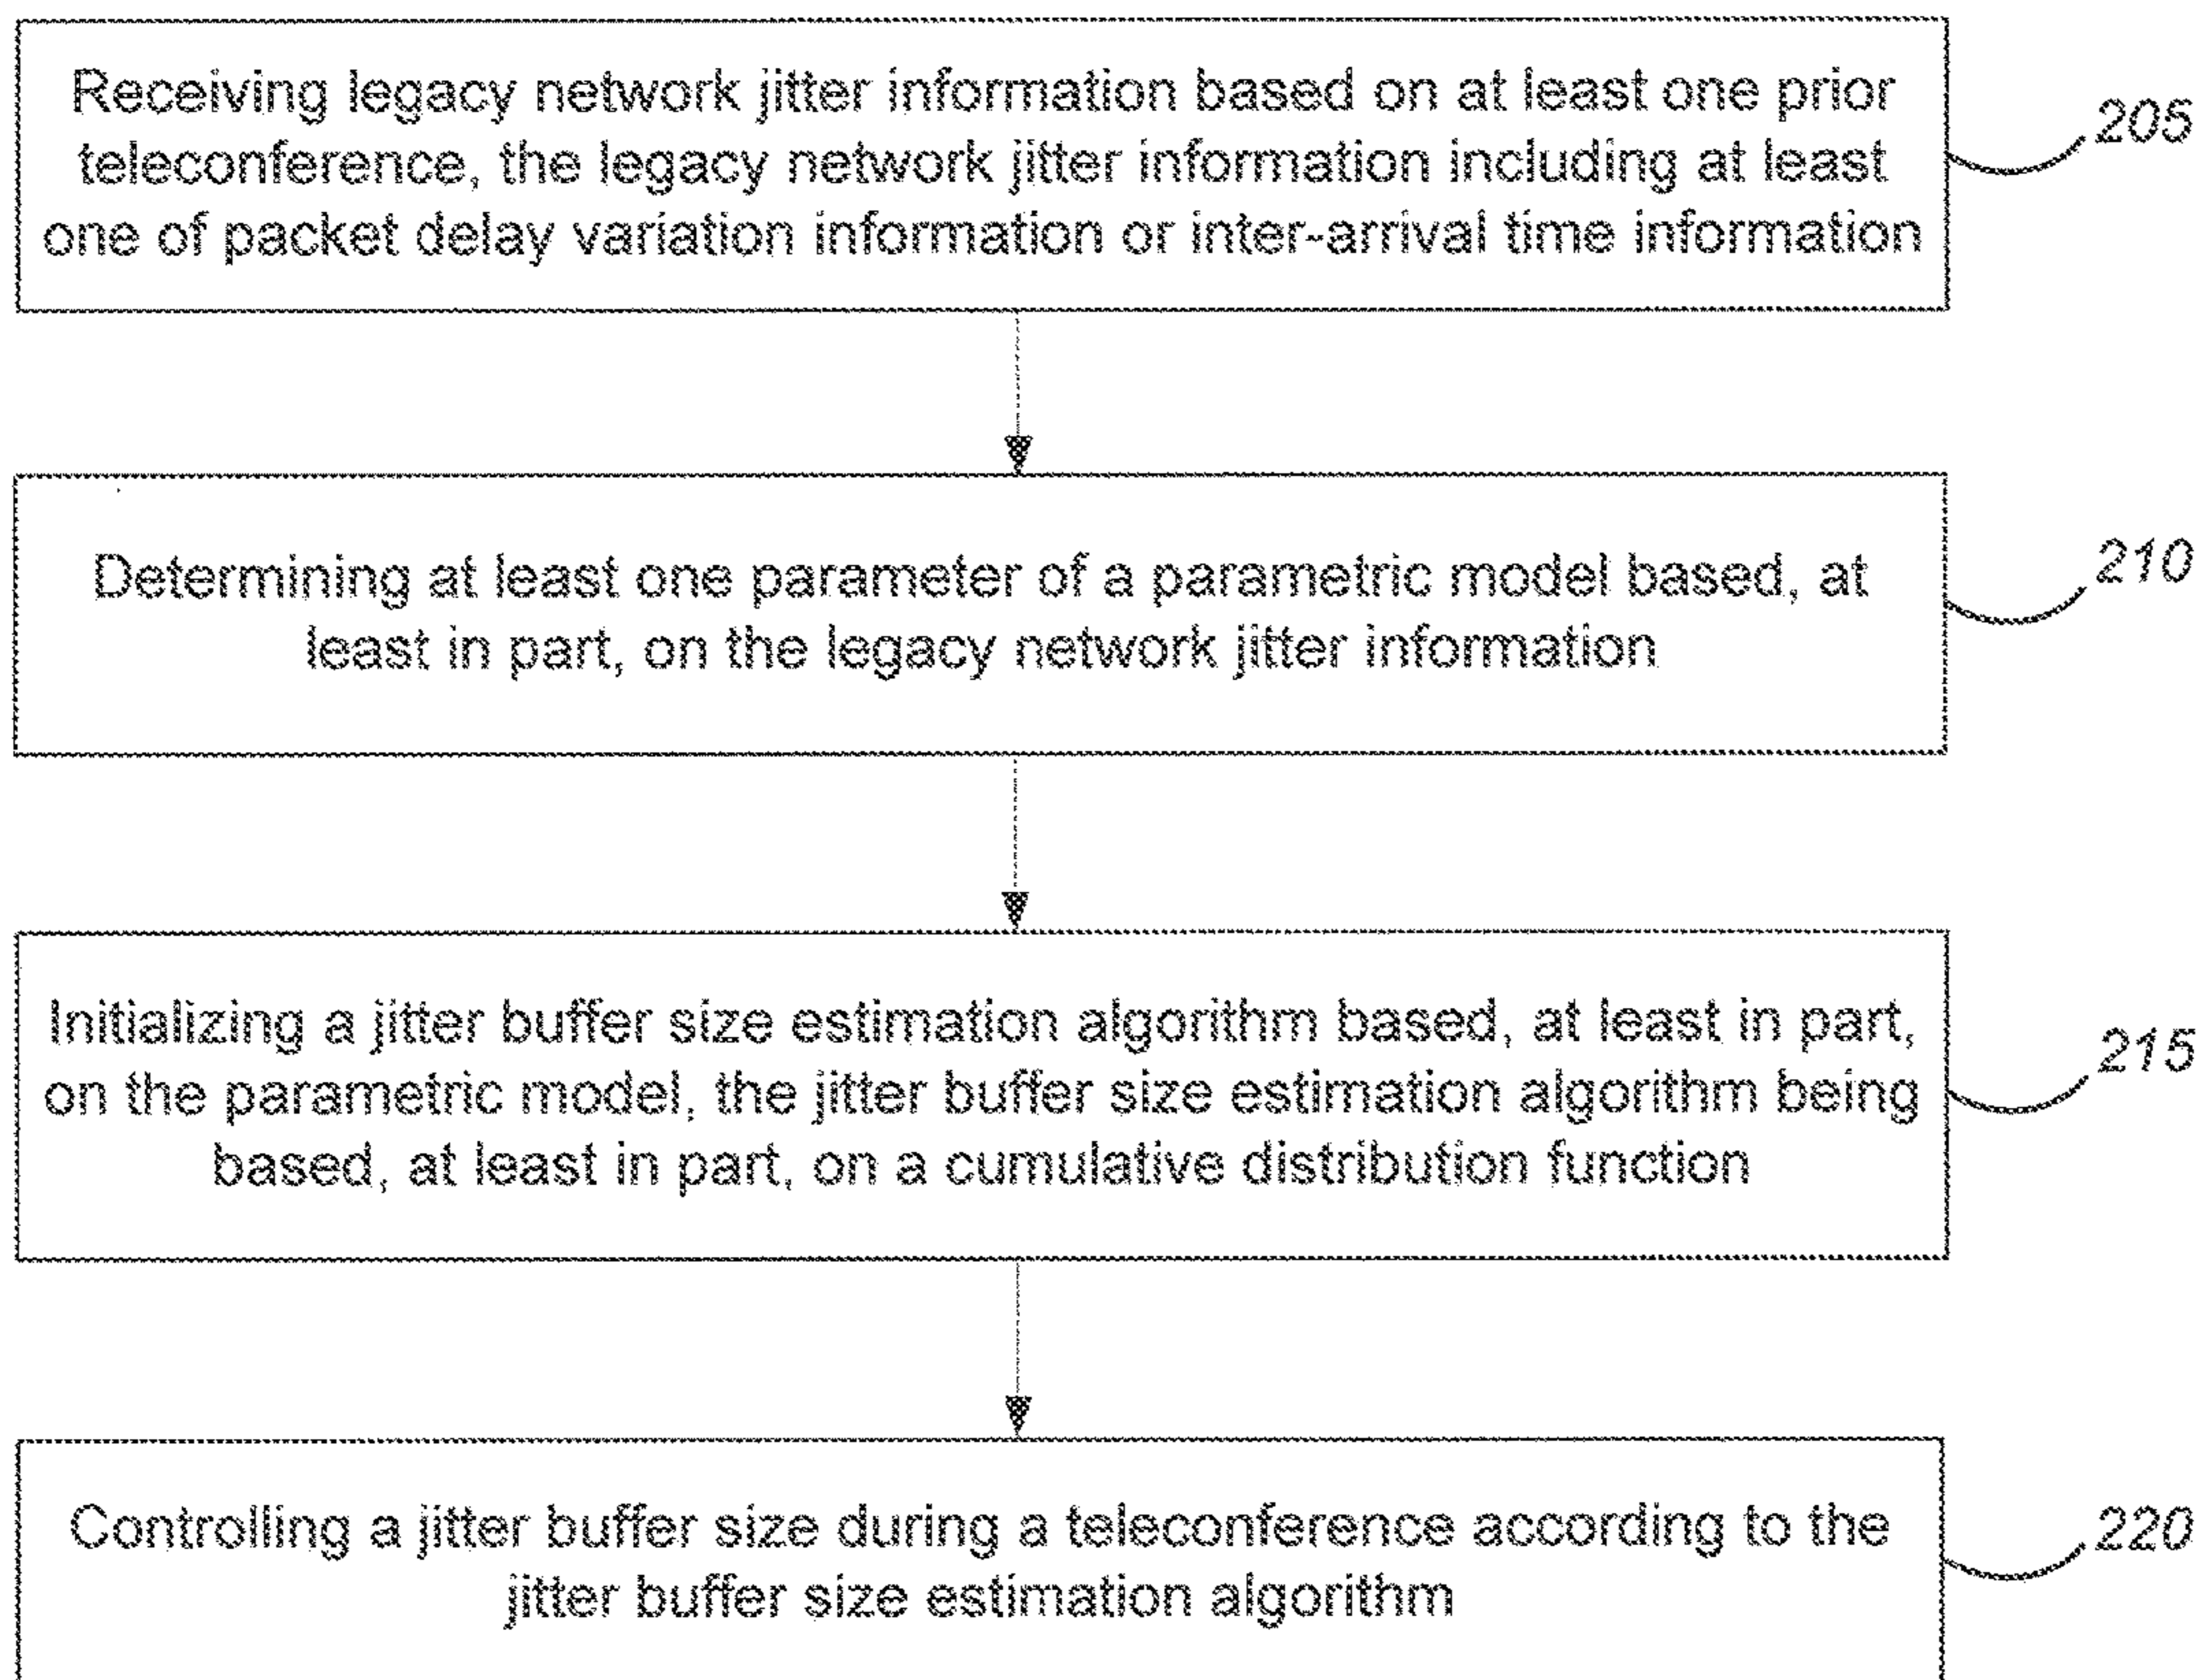 Receiving legacy network jitter information based on at least one prior
teleconference, the legacy network jitter information including at least
one of packet delay variation information or inter-arrival time information
205
Determining at least one parameter of a parametric model based, at
least in part, on the legacy network jitter information
210
Initializing a jitter buffer size estimation algorithm based, at least in part,
on the parametric model, the jitter buffer size estimation algorithm being
based, at least in part, on a cumulative distribution function
215
Controlling a jitter buffer size during a teleconference according to the
jitter buffer size estimation algorithm
220